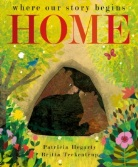 where our story begins
HOME
Patricia Hegarty
Britta Teckentrup